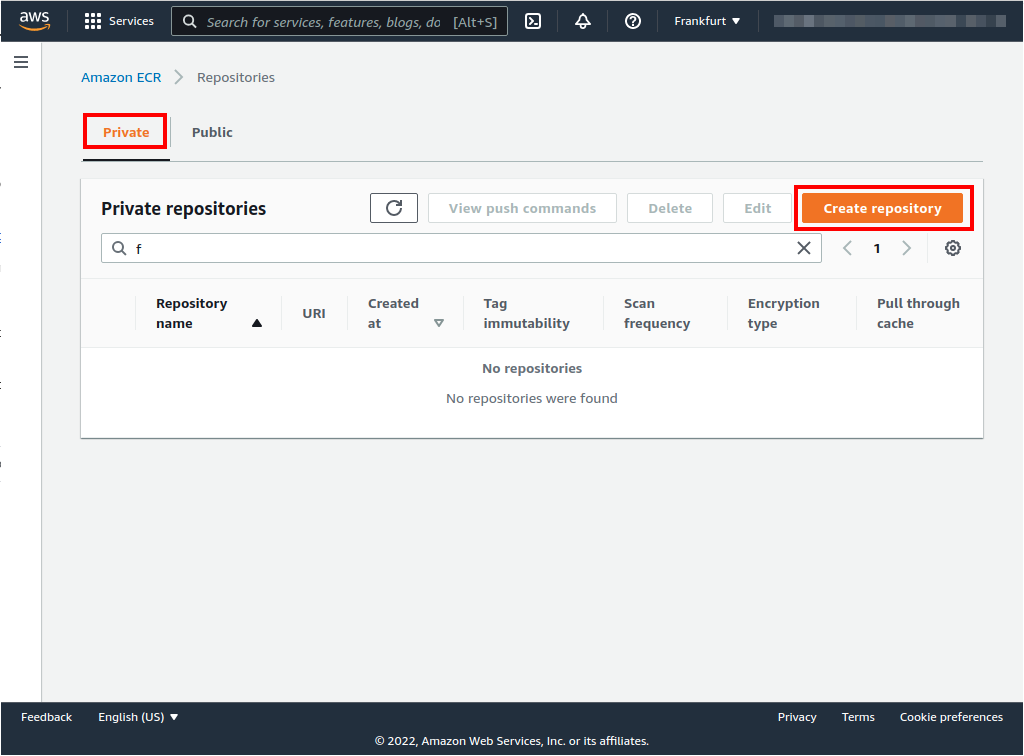 aws Services Search for services, features, blogs, do [Alt+S] Frankfurt
Amazon ECR Repositories
Private Public
Private repositories View push commands Delete Edit Create repository
f 1
Repository name URI Created at Tag immutability Scan frequency Encryption type Pull through cache
No repositories
No repositories were found
Feedback English (US) Privacy Terms Cookie preferences
© 2022, Amazon Web Services, Inc. or its affiliates.